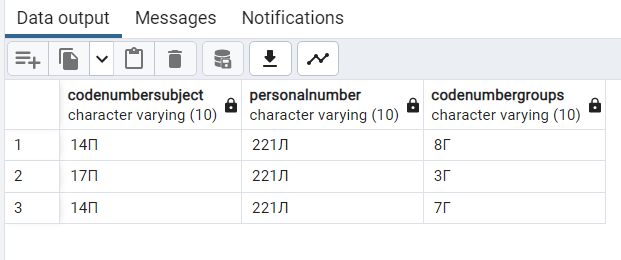 Data output Messages Notifications
codenumbersubject personalnumber codenumbergroups
character varying (10) character varying (10) character varying (10)
1 14П 221Л 8Г
2 17П 221Л 3Г
3 14П 221Л 7Г